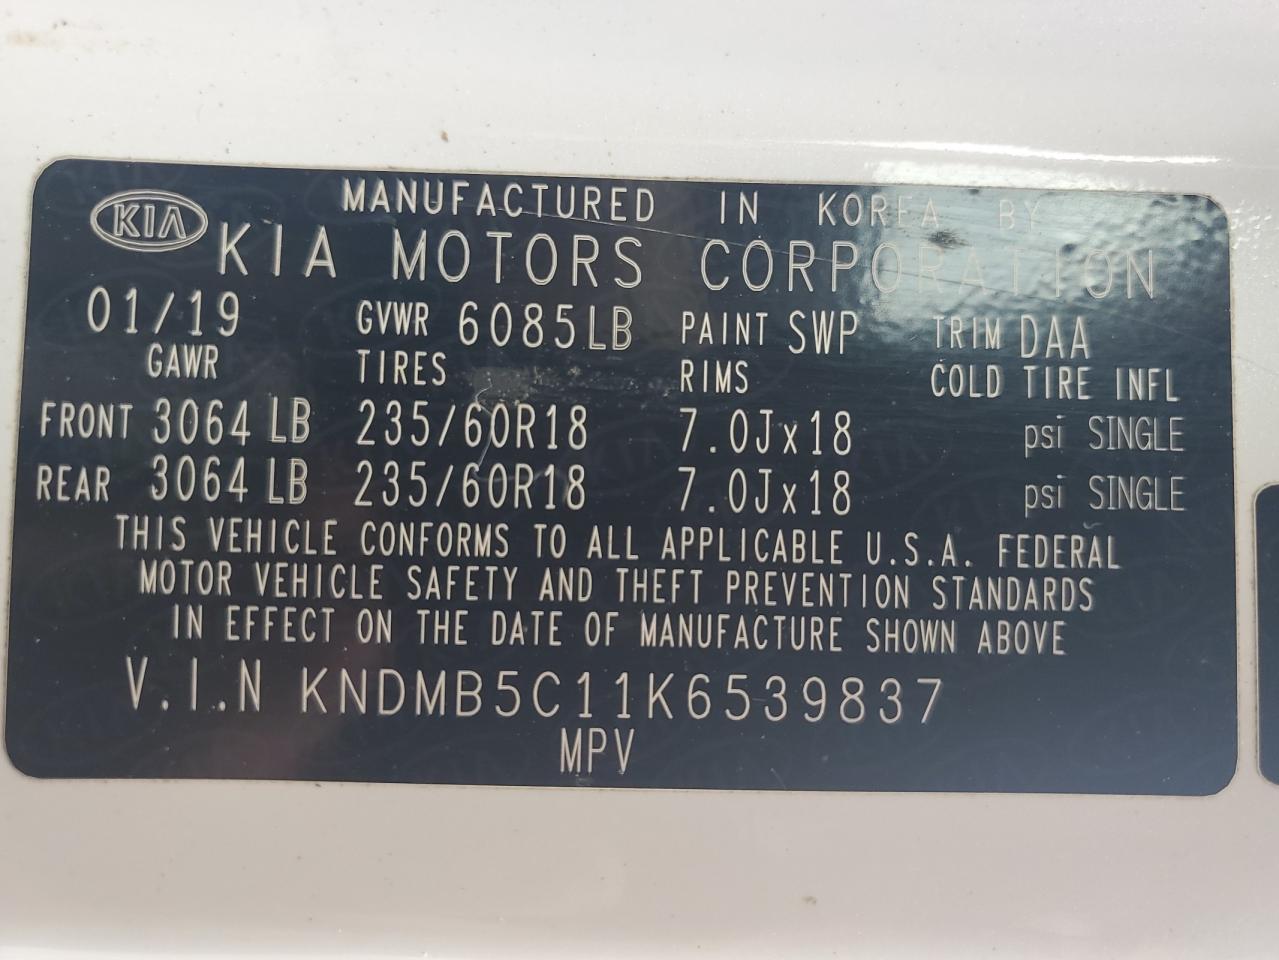 KIA MANUFACTURED IN KOREA BY
KIA MOTORS CORPORATION
01/19 GVWR 6085LB PAINT SWP TRIM DAA
GAWR TIRES RIMS COLD TIRE INFL
FRONT 3064 LB 235/60R18 7.0Jx18 psi SINGLE
REAR 3064 LB 235/60R18 7.0Jx18 psi SINGLE
THIS VEHICLE CONFORMS TO ALL APPLICABLE U.S.A. FEDERAL
MOTOR VEHICLE SAFETY AND THEFT PREVENTION STANDARDS
IN EFFECT ON THE DATE OF MANUFACTURE SHOWN ABOVE
V.I.N KNDMB5C11K6539837
MPV